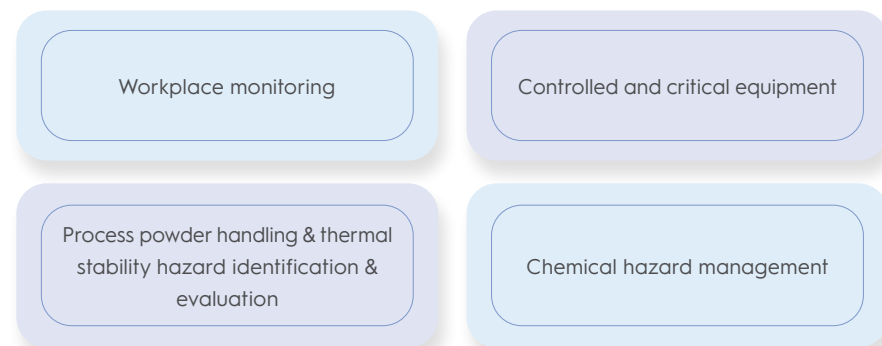 Workplace monitoring
Controlled and critical equipment
Process powder handling & thermal
stability hazard identification &
evaluation
Chemical hazard management